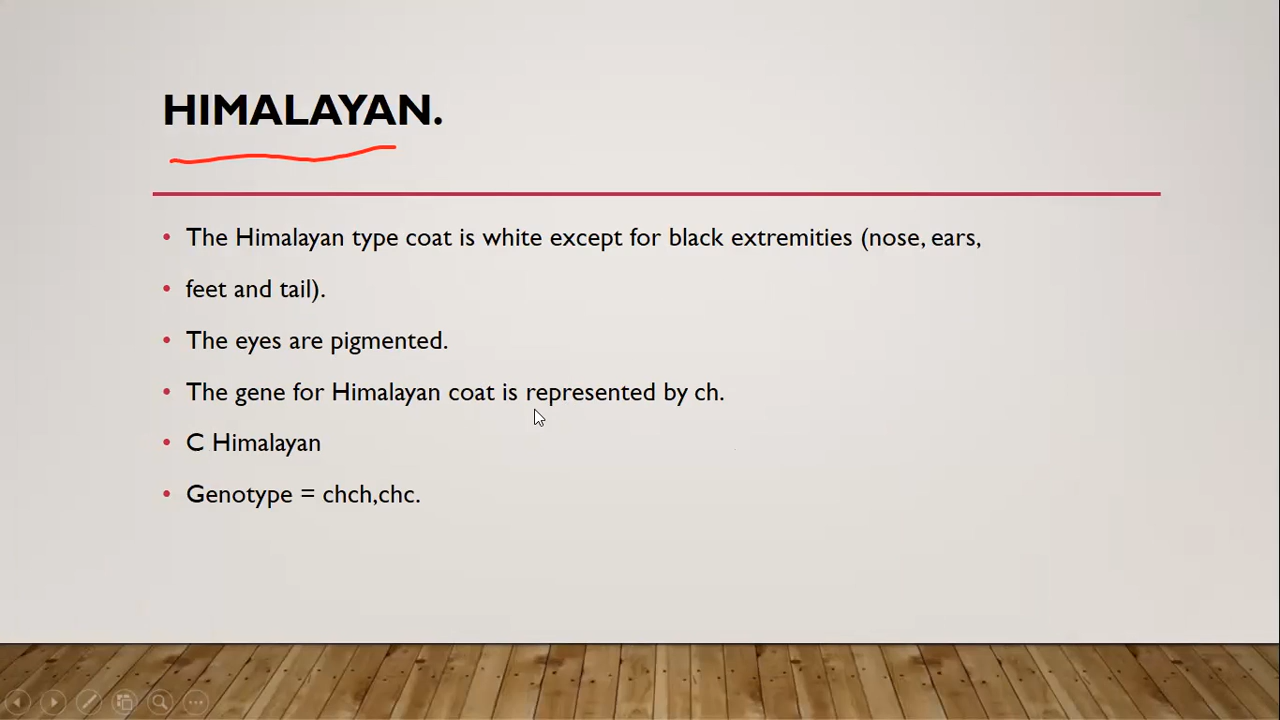 HIMALAYAN.
• The Himalayan type coat is white except for black extremities (nose, ears,
• feet and tail).
• The eyes are pigmented.
• The gene for Himalayan coat is represented by ch.
• C Himalayan
• Genotype = chch,chc.